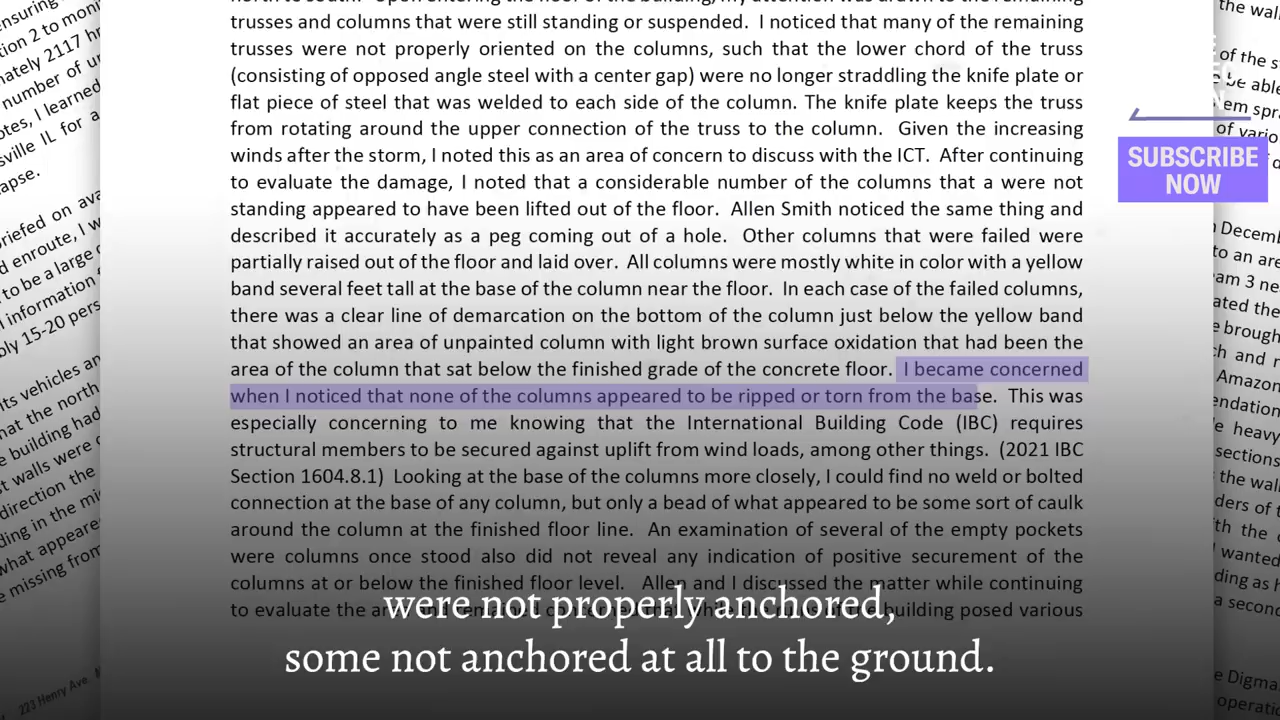 trusses and columns that were still standing or suspended. I noticed that many of the remaining
trusses were not properly oriented on the columns, such that the lower chord of the truss
(consisting of opposed angle steel with a center gap) were no longer straddling the knife plate or
flat piece of steel that was welded to each side of the column. The knife plate keeps the truss
from rotating around the upper connection of the truss to the column. Given the increasing
winds after the storm, I noted this as an area of concern to discuss with the ICT. After continuing
to evaluate the damage, I noted that a considerable number of the columns that a were not
standing appeared to have been lifted out of the floor. Allen Smith noticed the same thing and
described it accurately as a peg coming out of a hole. Other columns that were failed were
partially raised out of the floor and laid over. All columns were mostly white in color with a yellow
band several feet tall at the base of the column near the floor. In each case of the failed columns,
there was a clear line of demarcation on the bottom of the column just below the yellow band
that showed an area of unpainted column with light brown surface oxidation that had been the
area of the column that sat below the finished grade of the concrete floor. I became concerned
when I noticed that none of the columns appeared to be ripped or torn from the base. This was
especially concerning to me knowing that the International Building Code (IBC) requires
structural members to be secured against uplift from wind loads, among other things. (2021 IBC
Section 1604.8.1) Looking at the base of the columns more closely, I could find no weld or bolted
connection at the base of any column, but only a bead of what appeared to be some sort of caulk
around the column at the finished floor line. An examination of several of the empty pockets
were columns once stood also did not reveal any indication of positive securement of the
columns at or below the finished floor level. Allen and I discussed the matter while continuing
to evaluate the building posed various
were not properly anchored,
some not anchored at all to the ground.
SUBSCRIBE
NOW
223 Henry Ave